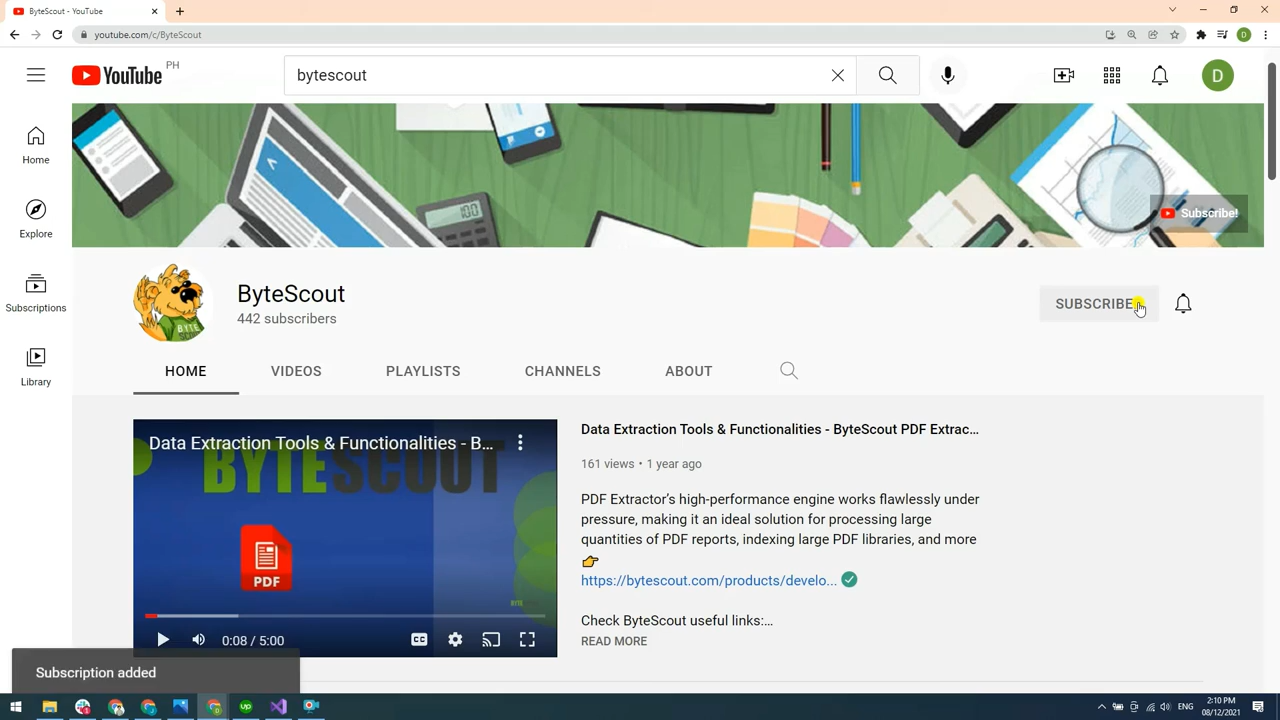 ByteScout - YouTube
youtube.com/c/ByteScout
D
YouTube PH
bytescout
D
Home
Explore
Subscriptions
Library
100
Subscribe!
BYTE
ByteScout
442 subscribers
SUBSCRIBE
HOME VIDEOS PLAYLISTS CHANNELS ABOUT
Data Extraction Tools & Functionalities - B...
BYTESCOUT
PDF
BYTE
CC
0:08 / 5:00
Data Extraction Tools & Functionalities - ByteScout PDF Extrac...
161 views • 1 year ago
PDF Extractor's high-performance engine works flawlessly under
pressure, making it an ideal solution for processing large
quantities of PDF reports, indexing large PDF libraries, and more
👉
https://bytescout.com/products/develo...
Check ByteScout useful links:...
READ MORE
Subscription added
ENG
2:10 PM
08/12/2021